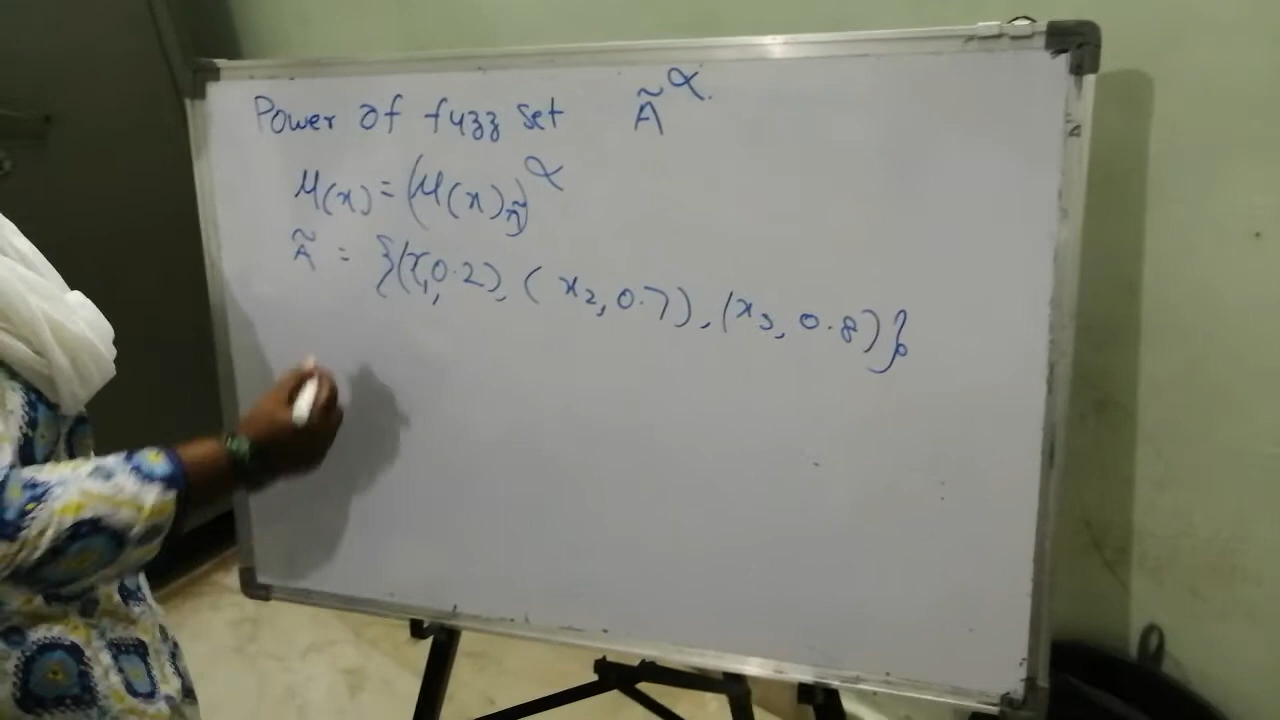 Power of fuzz set Ã^α.
μ(x) = (μ(x)_Ã)^α
Ã = {(x₁, 0.2), (x₂, 0.7), (x₃, 0.8)}